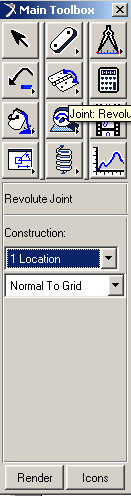 Main Toolbox
Joint: Revolu
Revolute Joint
Construction:
1 Location
Normal To Grid
Render Icons